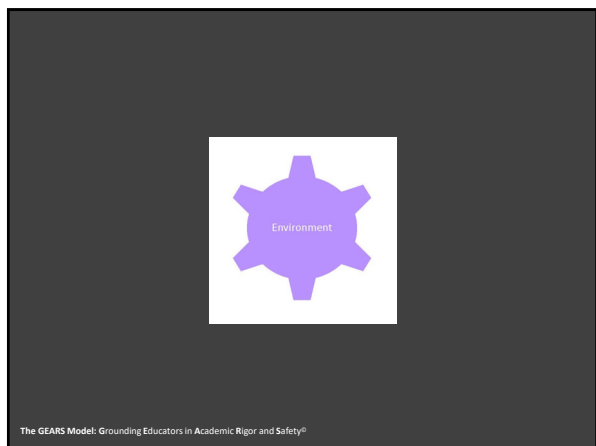 Environment
The GEARS Model: Grounding Educators in Academic Rigor and Safety©